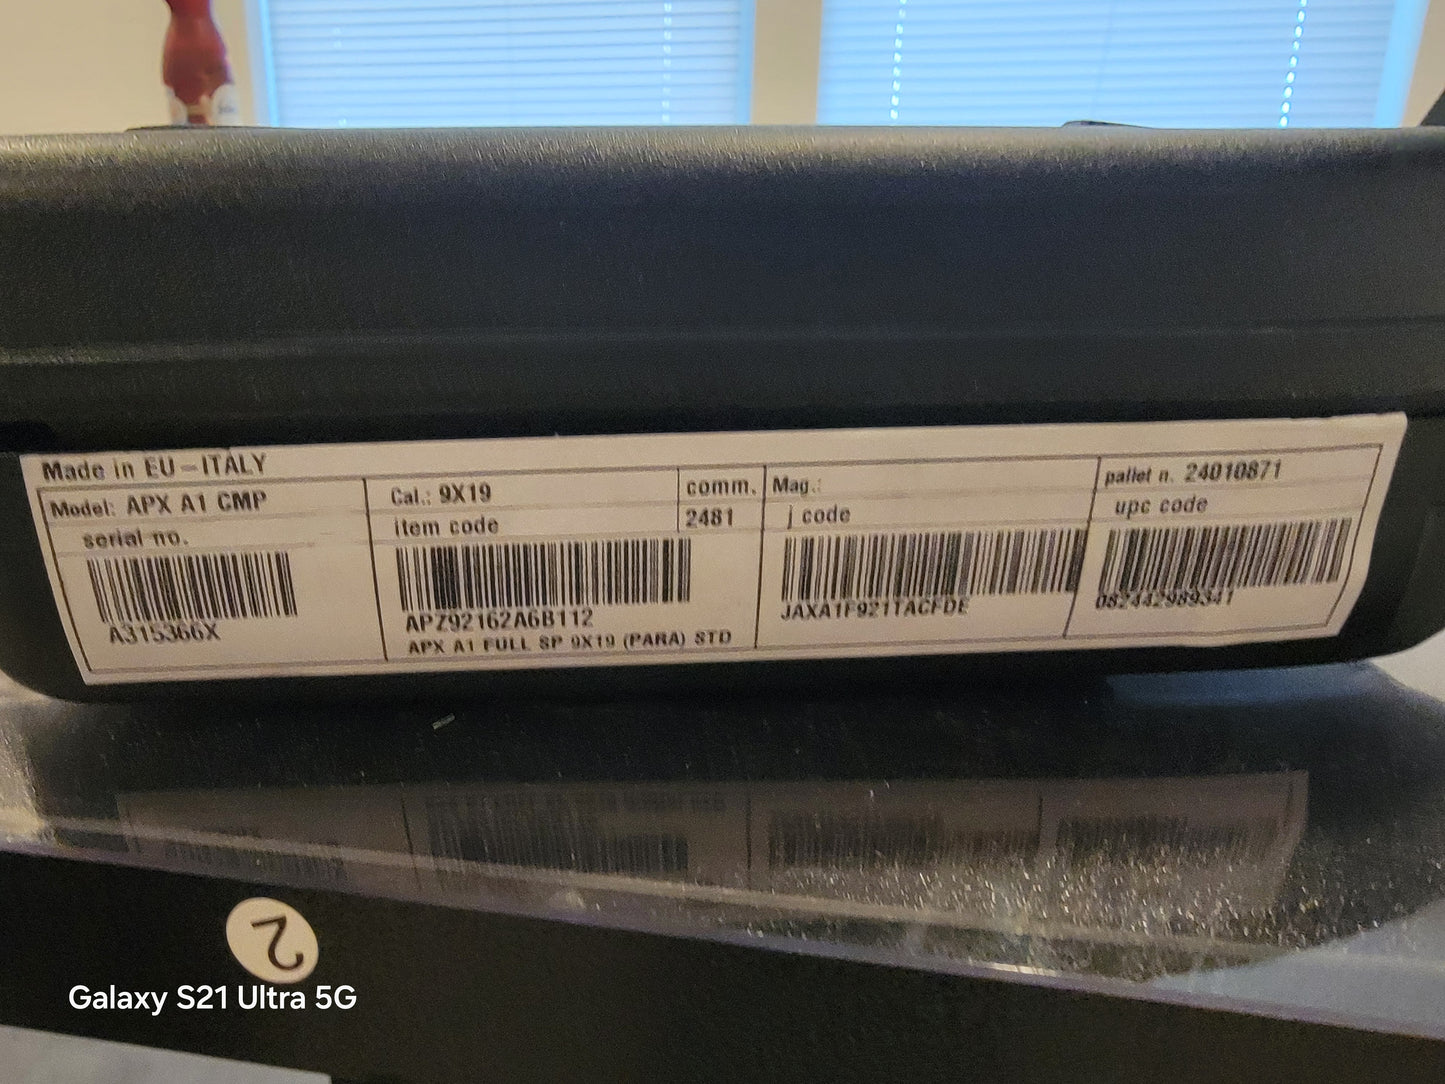 Made in EU – ITALY
Model: APX A1 CMP
serial no.
A315366X
Cal.: 9X19
item code
APZ92162A6B112
APX A1 FULL SP 9X19 (PARA) STD
comm.
2481
Mag.:
j code
JAXA1F9217ACFDE
pallet n. 24010871
upc code
082442989341
2
Galaxy S21 Ultra 5G